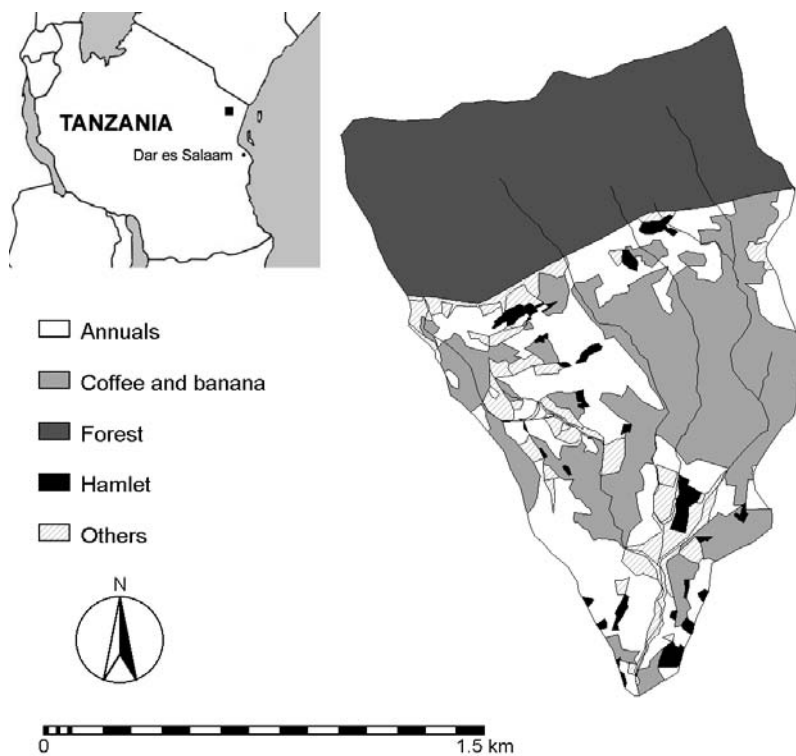 TANZANIA
Dar es Salaam
Annuals
Coffee and banana
Forest
Hamlet
Others
N
0
1.5 km